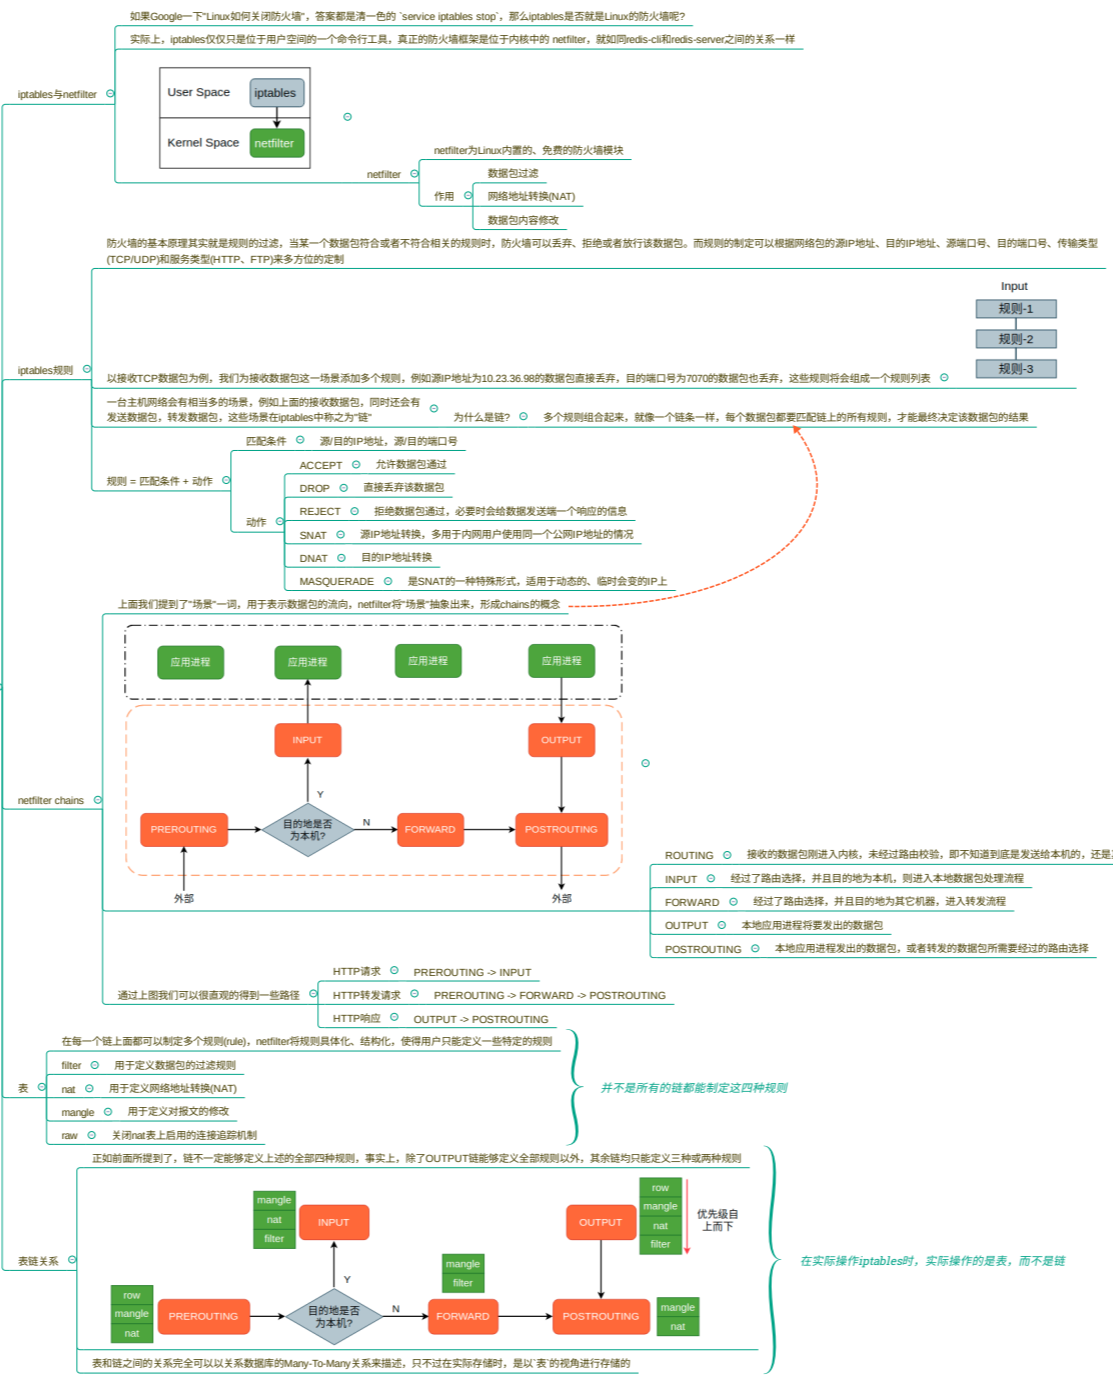 如果Google一下"Linux如何关闭防火墙"，答案都是清一色的 `service iptables stop`，那么iptables是否就是Linux的防火墙呢?
实际上，iptables仅仅只是位于用户空间的一个命令行工具，真正的防火墙框架是位于内核中的 netfilter，就如同redis-cli和redis-server之间的关系一样
iptables与netfilter
User Space
iptables
Kernel Space
netfilter
netfilter
netfilter为Linux内置的、免费的防火墙模块
作用
数据包过滤
网络地址转换(NAT)
数据包内容修改
防火墙的基本原理其实就是规则的过滤，当某一个数据包符合或者不符合相关的规则时，防火墙可以丢弃、拒绝或者放行该数据包。而规则的制定可以根据网络包的源IP地址、目的IP地址、源端口号、目的端口号、传输类型
(TCP/UDP)和服务类型(HTTP、FTP)来多方位的定制
Input
规则-1
规则-2
规则-3
iptables规则
以接收TCP数据包为例，我们为接收数据包这一场景添加多个规则，例如源IP地址为10.23.36.98的数据包直接丢弃，目的端口号为7070的数据包也丢弃，这些规则将会组成一个规则列表
一台主机网络会有相当多的场景，例如上面的接收数据包，同时还会有
发送数据包，转发数据包，这些场景在iptables中称之为"链"
为什么是链?
多个规则组合起来，就像一个链条一样，每个数据包都要匹配链上的所有规则，才能最终决定该数据包的结果
规则 = 匹配条件 + 动作
匹配条件
源/目的IP地址，源/目的端口号
动作
ACCEPT
允许数据包通过
DROP
直接丢弃该数据包
REJECT
拒绝数据包通过，必要时会给数据发送端一个响应的信息
SNAT
源IP地址转换，多用于内网用户使用同一个公网IP地址的情况
DNAT
目的IP地址转换
MASQUERADE
是SNAT的一种特殊形式，适用于动态的、临时会变的IP上
上面我们提到了"场景"一词，用于表示数据包的流向，netfilter将"场景"抽象出来，形成chains的概念
应用进程
应用进程
应用进程
应用进程
INPUT
OUTPUT
Y
netfilter chains
PREROUTING
目的地是否
为本机?
N
FORWARD
POSTROUTING
外部
外部
ROUTING
接收的数据包刚进入内核，未经过路由校验，即不知道到底是发送给本机的，还是
INPUT
经过了路由选择，并且目的地为本机，则进入本地数据包处理流程
FORWARD
经过了路由选择，并且目的地为其它机器，进入转发流程
OUTPUT
本地应用进程将要发出的数据包
POSTROUTING
本地应用进程发出的数据包，或者转发的数据包所需要经过的路由选择
通过上图我们可以很直观的得到一些路径
HTTP请求
PREROUTING -> INPUT
HTTP转发请求
PREROUTING -> FORWARD -> POSTROUTING
HTTP响应
OUTPUT -> POSTROUTING
表
在每一个链上面都可以制定多个规则(rule)，netfilter将规则具体化、结构化，使得用户只能定义一些特定的规则
filter
用于定义数据包的过滤规则
nat
用于定义网络地址转换(NAT)
mangle
用于定义对报文的修改
raw
关闭nat表上启用的连接追踪机制
并不是所有的链都能制定这四种规则
正如前面所提到了，链不一定能够定义上述的全部四种规则，事实上，除了OUTPUT链能够定义全部规则以外，其余链均只能定义三种或两种规则
mangle
nat
filter
INPUT
OUTPUT
row
mangle
nat
filter
优先级自
上而下
表链关系
mangle
filter
Y
row
mangle
nat
PREROUTING
目的地是否
为本机?
N
FORWARD
POSTROUTING
mangle
nat
在实际操作iptables时，实际操作的是表，而不是链
表和链之间的关系完全可以以关系数据库的Many-To-Many关系来描述，只不过在实际存储时，是以`表`的视角进行存储的